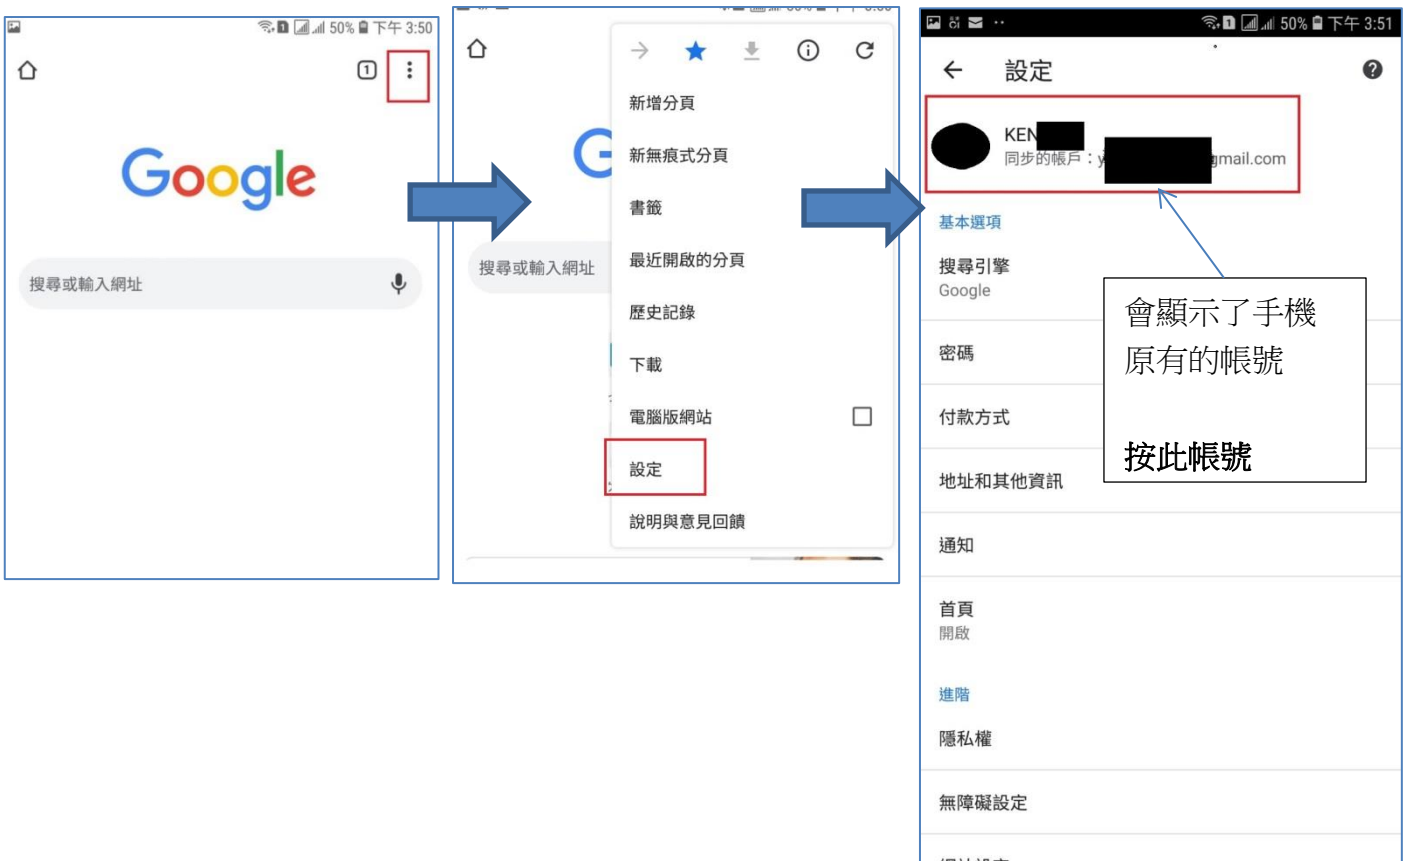 50% 下午 3:50
1
Google
搜尋或輸入網址
新增分頁
新無痕式分頁
書籤
最近開啟的分頁
歷史記錄
下載
電腦版網站
設定
說明與意見回饋
G
搜尋或輸入網址
50% 下午 3:51
設定
KEN
同步的帳戶：y gmail.com
基本選項
搜尋引擎
Google
密碼
付款方式
地址和其他資訊
通知
首頁
開啟
進階
隱私權
無障礙設定
會顯示了手機
原有的帳號
按此帳號